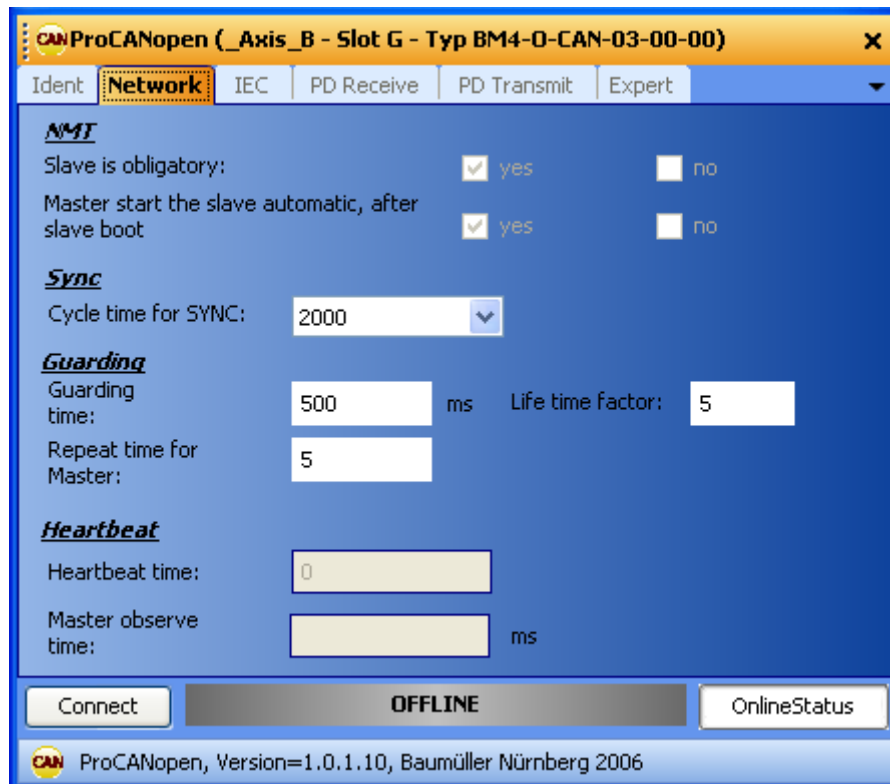 CAN ProCANopen (_Axis_B - Slot G - Typ BM4-O-CAN-03-00-00)
Ident Network IEC PD Receive PD Transmit Expert
NMT
Slave is obligatory: yes no
Master start the slave automatic, after
slave boot yes no
Sync
Cycle time for SYNC: 2000
Guarding
Guarding
time: 500 ms Life time factor: 5
Repeat time for
Master: 5
Heartbeat
Heartbeat time: 0
Master observe
time: ms
Connect OFFLINE OnlineStatus
CAN ProCANopen, Version=1.0.1.10, Baumüller Nürnberg 2006